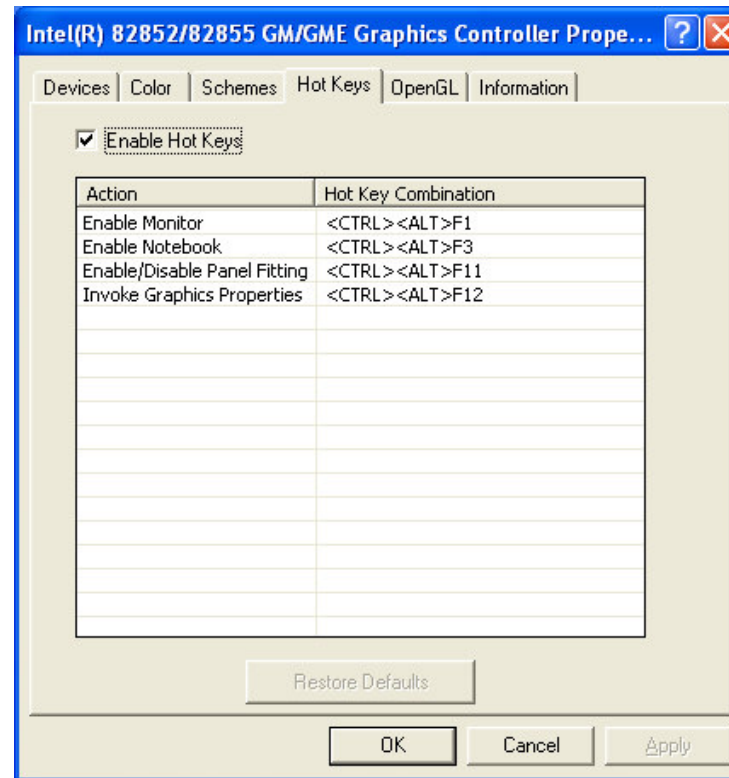 Intel(R) 82852/82855 GM/GME Graphics Controller Prope...
Devices Color Schemes Hot Keys OpenGL Information
Enable Hot Keys
Action Hot Key Combination
Enable Monitor <CTRL><ALT>F1
Enable Notebook <CTRL><ALT>F3
Enable/Disable Panel Fitting <CTRL><ALT>F11
Invoke Graphics Properties <CTRL><ALT>F12
Restore Defaults
OK Cancel Apply